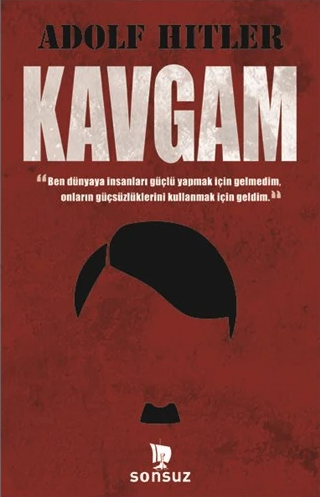 ADOLF HITLER
KAVGAM
“Ben dünyaya insanları güçlü yapmak için gelmedim,
onların güçsüzlüklerini kullanmak için geldim.”
sonsuz